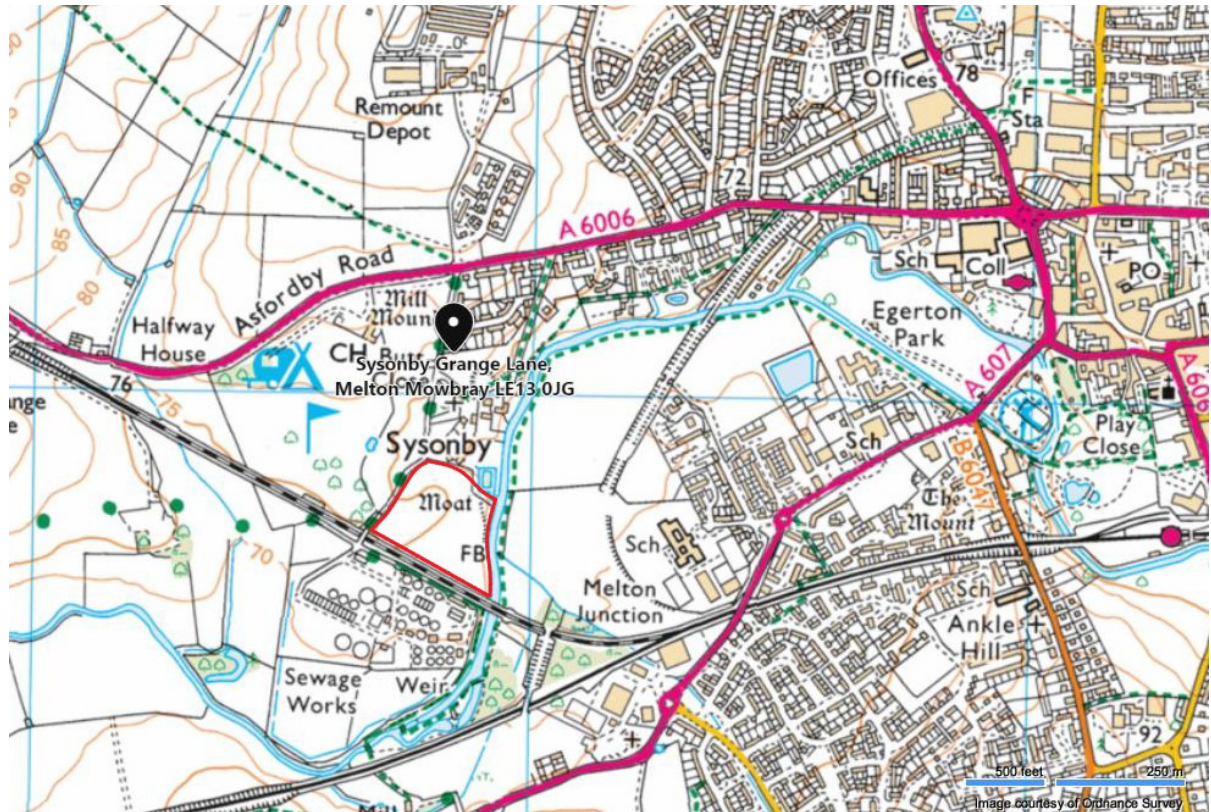 Offices
78
F
Sta
Remount
Depot
90
85
80
72
A 6006
Asfordby Road
Sch
Coll
PO
Mill
Halfway
House
Egerton
Park
CH
Sysonby Grange Lane,
Melton Mowbray LE13 0JG
A 607
A 606
76
75
Sysonby
Sch
Play
Close
Moat
The
Mount
B 6047
FB
Sch
70
Melton
Junction
Sch
Ankle
Hill
Sewage
Works
Weir
92
500 feet
250 m
Image courtesy of Ordnance Survey